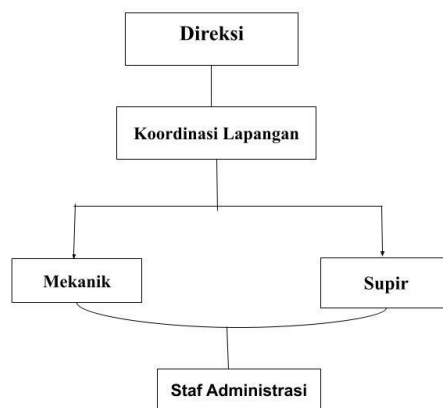 Direksi
Koordinasi Lapangan
Mekanik
Supir
Staf Administrasi